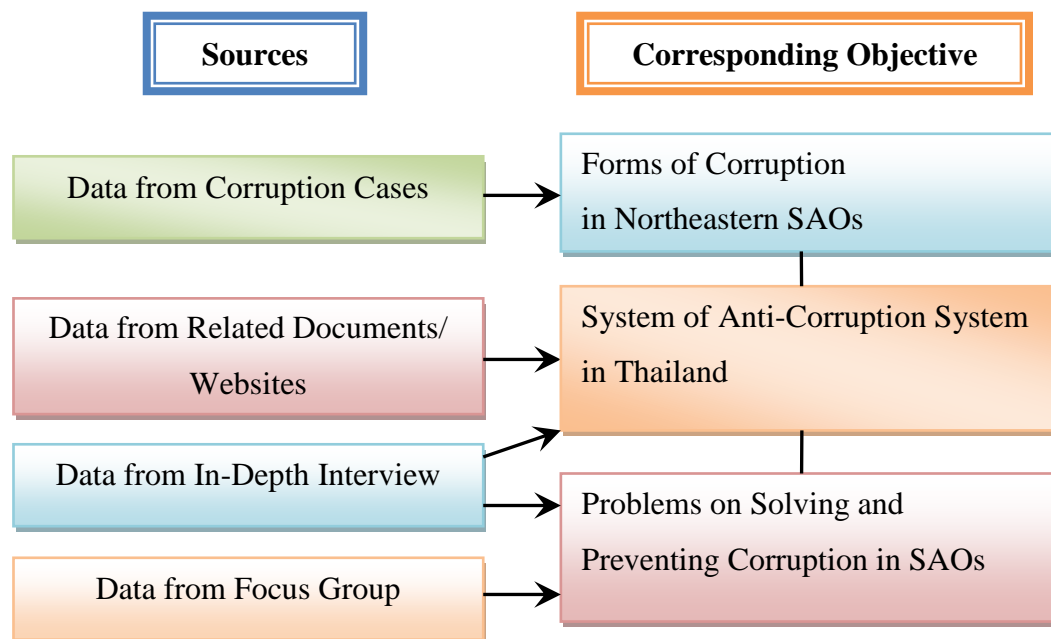 Sources
Corresponding Objective
Data from Corruption Cases
Forms of Corruption
in Northeastern SAOs
Data from Related Documents/
Websites
System of Anti-Corruption System
in Thailand
Data from In-Depth Interview
Problems on Solving and
Preventing Corruption in SAOs
Data from Focus Group